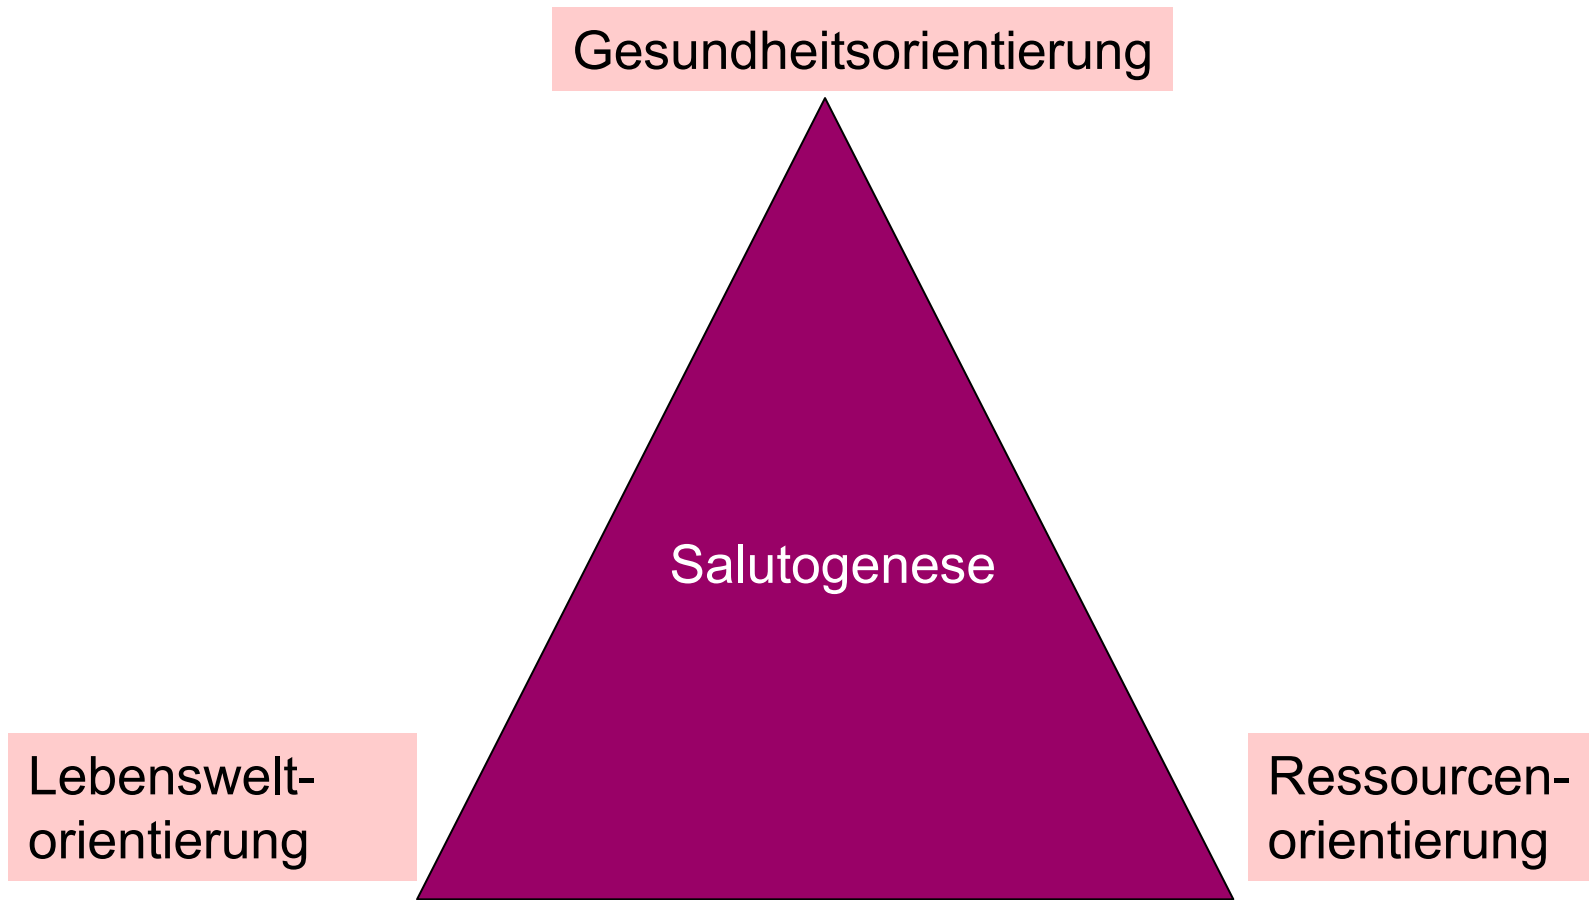 Gesundheitsorientierung
Salutogenese
Lebenswelt-
orientierung
Ressourcen-
orientierung